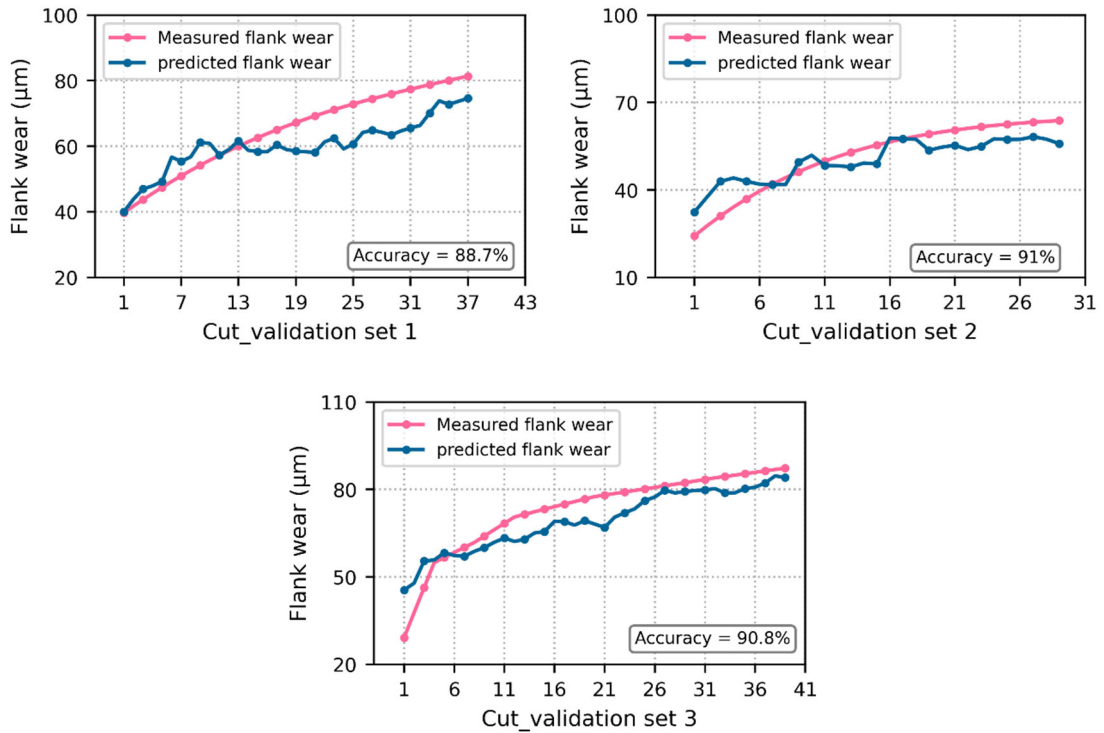 100
80
60
40
20
Flank wear (μm)
Measured flank wear
predicted flank wear
Accuracy = 88.7%
1 7 13 19 25 31 37 43
Cut_validation set 1
100
70
40
10
Flank wear (μm)
Measured flank wear
predicted flank wear
Accuracy = 91%
1 6 11 16 21 26 31
Cut_validation set 2
110
80
50
20
Flank wear (μm)
Measured flank wear
predicted flank wear
Accuracy = 90.8%
1 6 11 16 21 26 31 36 41
Cut_validation set 3